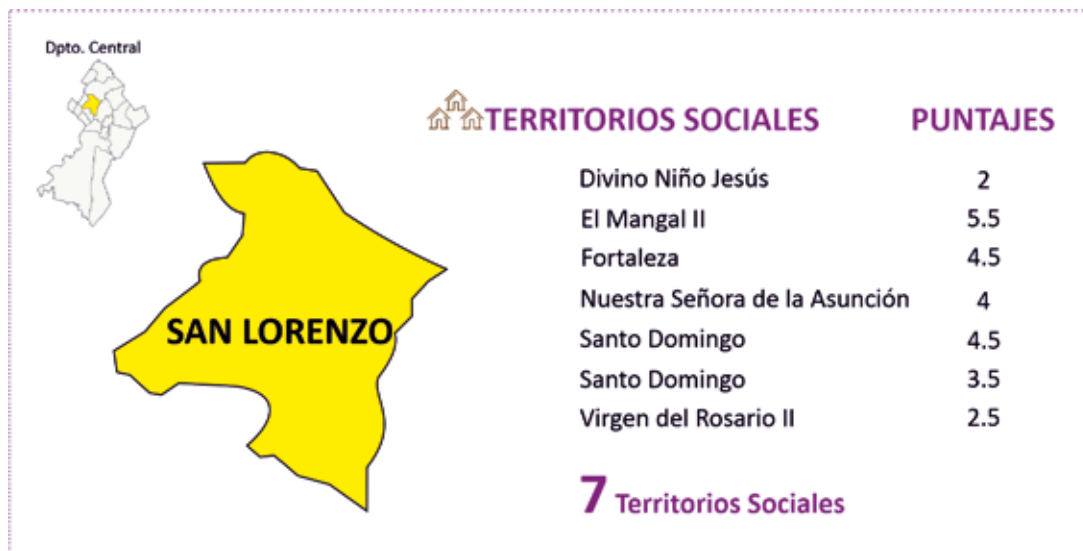 Dpto. Central
TERRITORIOS SOCIALES PUNTAJES
Divino Niño Jesús 2
El Mangal II 5.5
Fortaleza 4.5
Nuestra Señora de la Asunción 4
SAN LORENZO
Santo Domingo 4.5
Santo Domingo 3.5
Virgen del Rosario II 2.5
7 Territorios Sociales